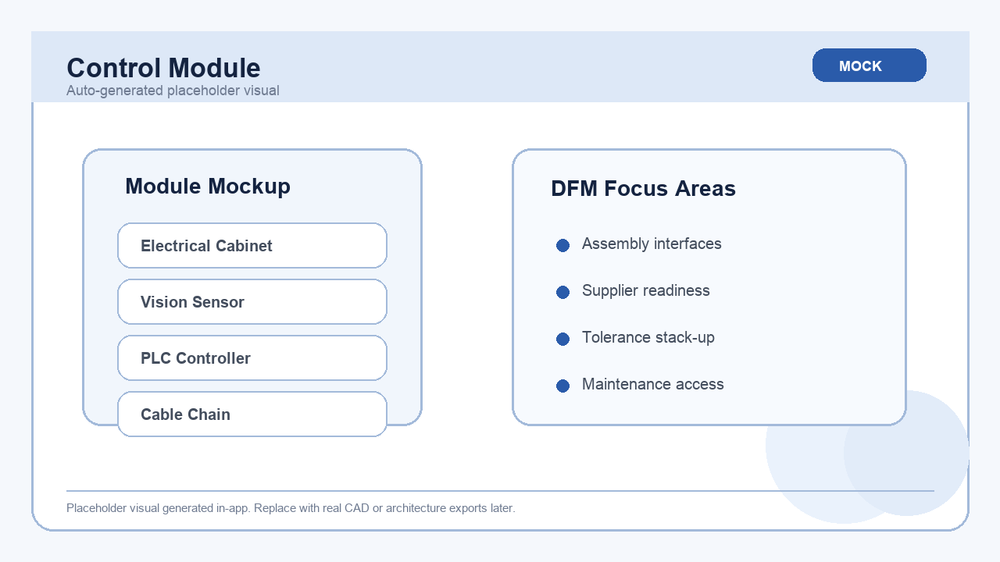 Control Module
Auto-generated placeholder visual
MOCK
Module Mockup
Electrical Cabinet
Vision Sensor
PLC Controller
Cable Chain
DFM Focus Areas
Assembly interfaces
Supplier readiness
Tolerance stack-up
Maintenance access
Placeholder visual generated in-app. Replace with real CAD or architecture exports later.